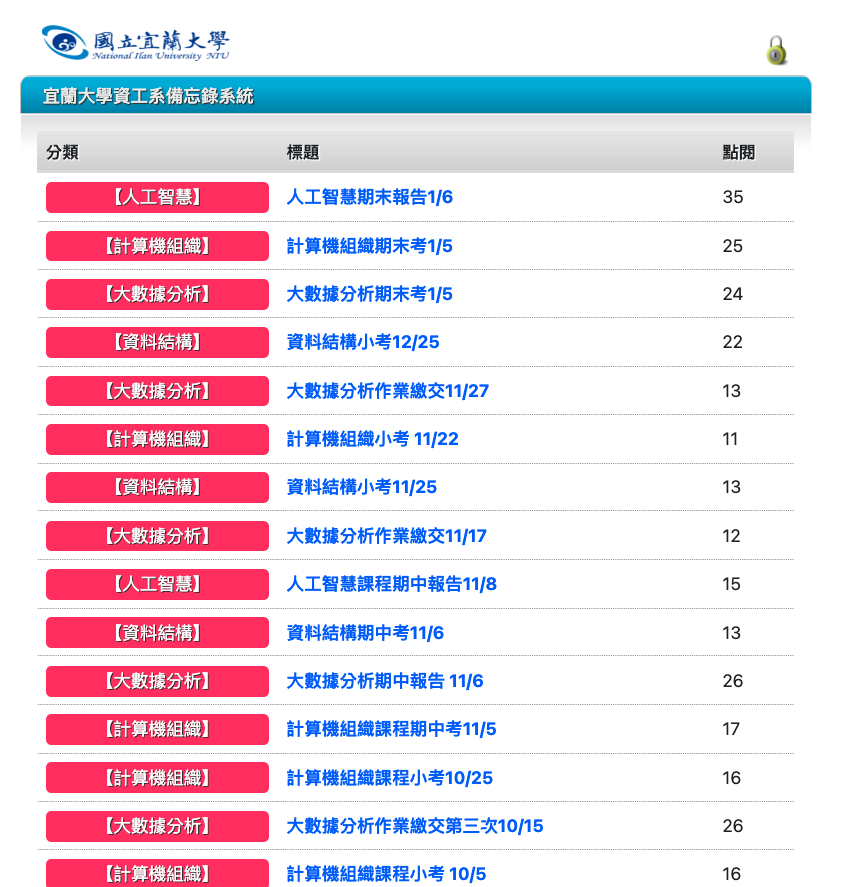 國立宜蘭大學
National Ilan University NIU
宜蘭大學資工系備忘錄系統
分類 標題 點閱
【人工智慧】 人工智慧期末報告1/6 35
【計算機組織】 計算機組織期末考1/5 25
【大數據分析】 大數據分析期末考1/5 24
【資料結構】 資料結構小考12/25 22
【大數據分析】 大數據分析作業繳交11/27 13
【計算機組織】 計算機組織小考 11/22 11
【資料結構】 資料結構小考11/25 13
【大數據分析】 大數據分析作業繳交11/17 12
【人工智慧】 人工智慧課程期中報告11/8 15
【資料結構】 資料結構期中考11/6 13
【大數據分析】 大數據分析期中報告 11/6 26
【計算機組織】 計算機組織課程期中考11/5 17
【計算機組織】 計算機組織課程小考10/25 16
【大數據分析】 大數據分析作業繳交第三次10/15 26
【計算機組織】 計算機組織課程小考 10/5 16